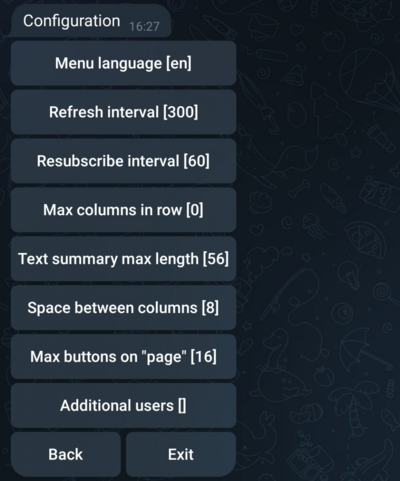 Configuration 16:27
Menu language [en]
Refresh interval [300]
Resubscribe interval [60]
Max columns in row [0]
Text summary max length [56]
Space between columns [8]
Max buttons on "page" [16]
Additional users []
Back Exit